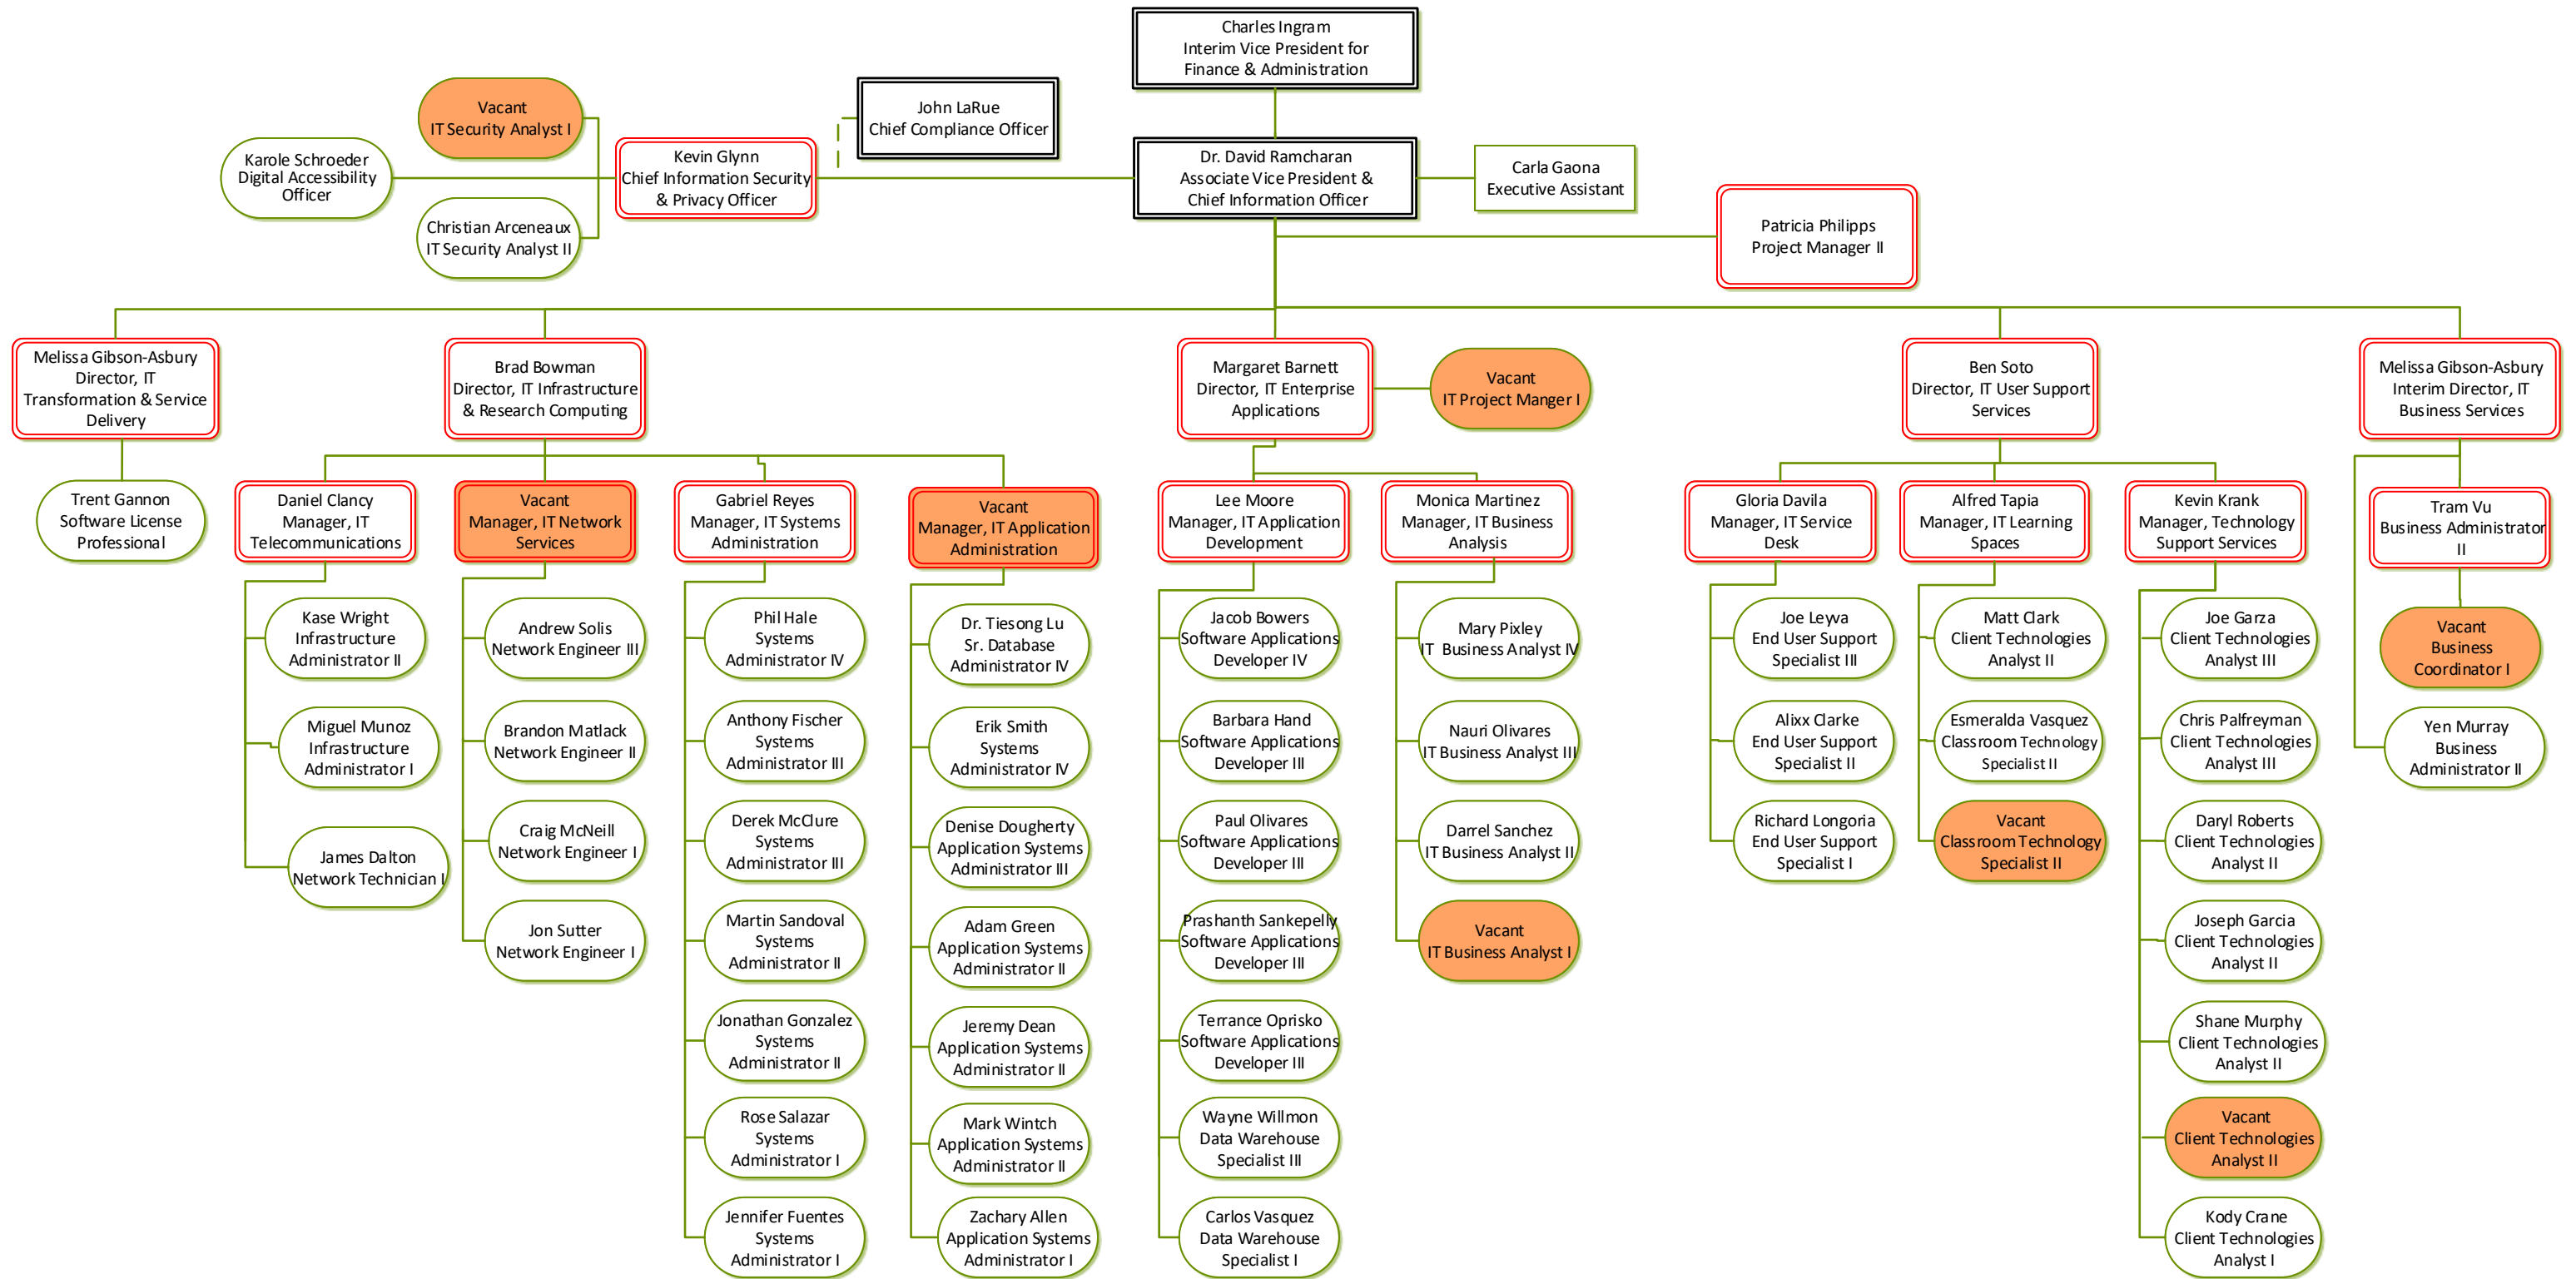 Charles Ingram
Interim Vice President for
Finance & Administration
Vacant
IT Security Analyst I
John LaRue
Chief Compliance Officer
Karole Schroeder
Digital Accessibility
Officer
Kevin Glynn
Chief Information Security
& Privacy Officer
Dr. David Ramcharan
Associate Vice President &
Chief Information Officer
Carla Gaona
Executive Assistant
Christian Arceneaux
IT Security Analyst II
Patricia Philipps
Project Manager II
Melissa Gibson-Asbury
Director, IT
Transformation & Service
Delivery
Brad Bowman
Director, IT Infrastructure
& Research Computing
Margaret Barnett
Director, IT Enterprise
Applications
Vacant
IT Project Manger I
Ben Soto
Director, IT User Support
Services
Melissa Gibson-Asbury
Interim Director, IT
Business Services
Trent Gannon
Software License
Professional
Daniel Clancy
Manager, IT
Telecommunications
Vacant
Manager, IT Network
Services
Gabriel Reyes
Manager, IT Systems
Administration
Vacant
Manager, IT Application
Administration
Lee Moore
Manager, IT Application
Development
Monica Martinez
Manager, IT Business
Analysis
Gloria Davila
Manager, IT Service
Desk
Alfred Tapia
Manager, IT Learning
Spaces
Kevin Krank
Manager, Technology
Support Services
Tram Vu
Business Administrator
II
Kase Wright
Infrastructure
Administrator II
Miguel Munoz
Infrastructure
Administrator I
James Dalton
Network Technician I
Andrew Solis
Network Engineer III
Brandon Matlack
Network Engineer II
Craig McNeill
Network Engineer I
Jon Sutter
Network Engineer I
Phil Hale
Systems
Administrator IV
Anthony Fischer
Systems
Administrator III
Derek McClure
Systems
Administrator III
Martin Sandoval
Systems
Administrator II
Jonathan Gonzalez
Systems
Administrator II
Rose Salazar
Systems
Administrator I
Jennifer Fuentes
Systems
Administrator I
Dr. Tiesong Lu
Sr. Database
Administrator IV
Erik Smith
Systems
Administrator IV
Denise Dougherty
Application Systems
Administrator III
Adam Green
Application Systems
Administrator II
Jeremy Dean
Application Systems
Administrator II
Mark Wintch
Application Systems
Administrator II
Zachary Allen
Application Systems
Administrator I
Jacob Bowers
Software Applications
Developer IV
Barbara Hand
Software Applications
Developer III
Paul Olivares
Software Applications
Developer III
Prashanth Sankepelly
Software Applications
Developer III
Terrance Oprisko
Software Applications
Developer III
Wayne Willmon
Data Warehouse
Specialist III
Carlos Vasquez
Data Warehouse
Specialist I
Mary Pixley
IT Business Analyst IV
Nauri Olivares
IT Business Analyst III
Darrel Sanchez
IT Business Analyst II
Vacant
IT Business Analyst I
Joe Leyva
End User Support
Specialist III
Alixx Clarke
End User Support
Specialist II
Richard Longoria
End User Support
Specialist I
Matt Clark
Client Technologies
Analyst II
Esmeralda Vasquez
Classroom Technology
Specialist II
Vacant
Classroom Technology
Specialist II
Joe Garza
Client Technologies
Analyst III
Chris Palfreyman
Client Technologies
Analyst III
Daryl Roberts
Client Technologies
Analyst II
Joseph Garcia
Client Technologies
Analyst II
Shane Murphy
Client Technologies
Analyst II
Vacant
Client Technologies
Analyst II
Kody Crane
Client Technologies
Analyst I
Vacant
Business
Coordinator I
Yen Murray
Business
Administrator II